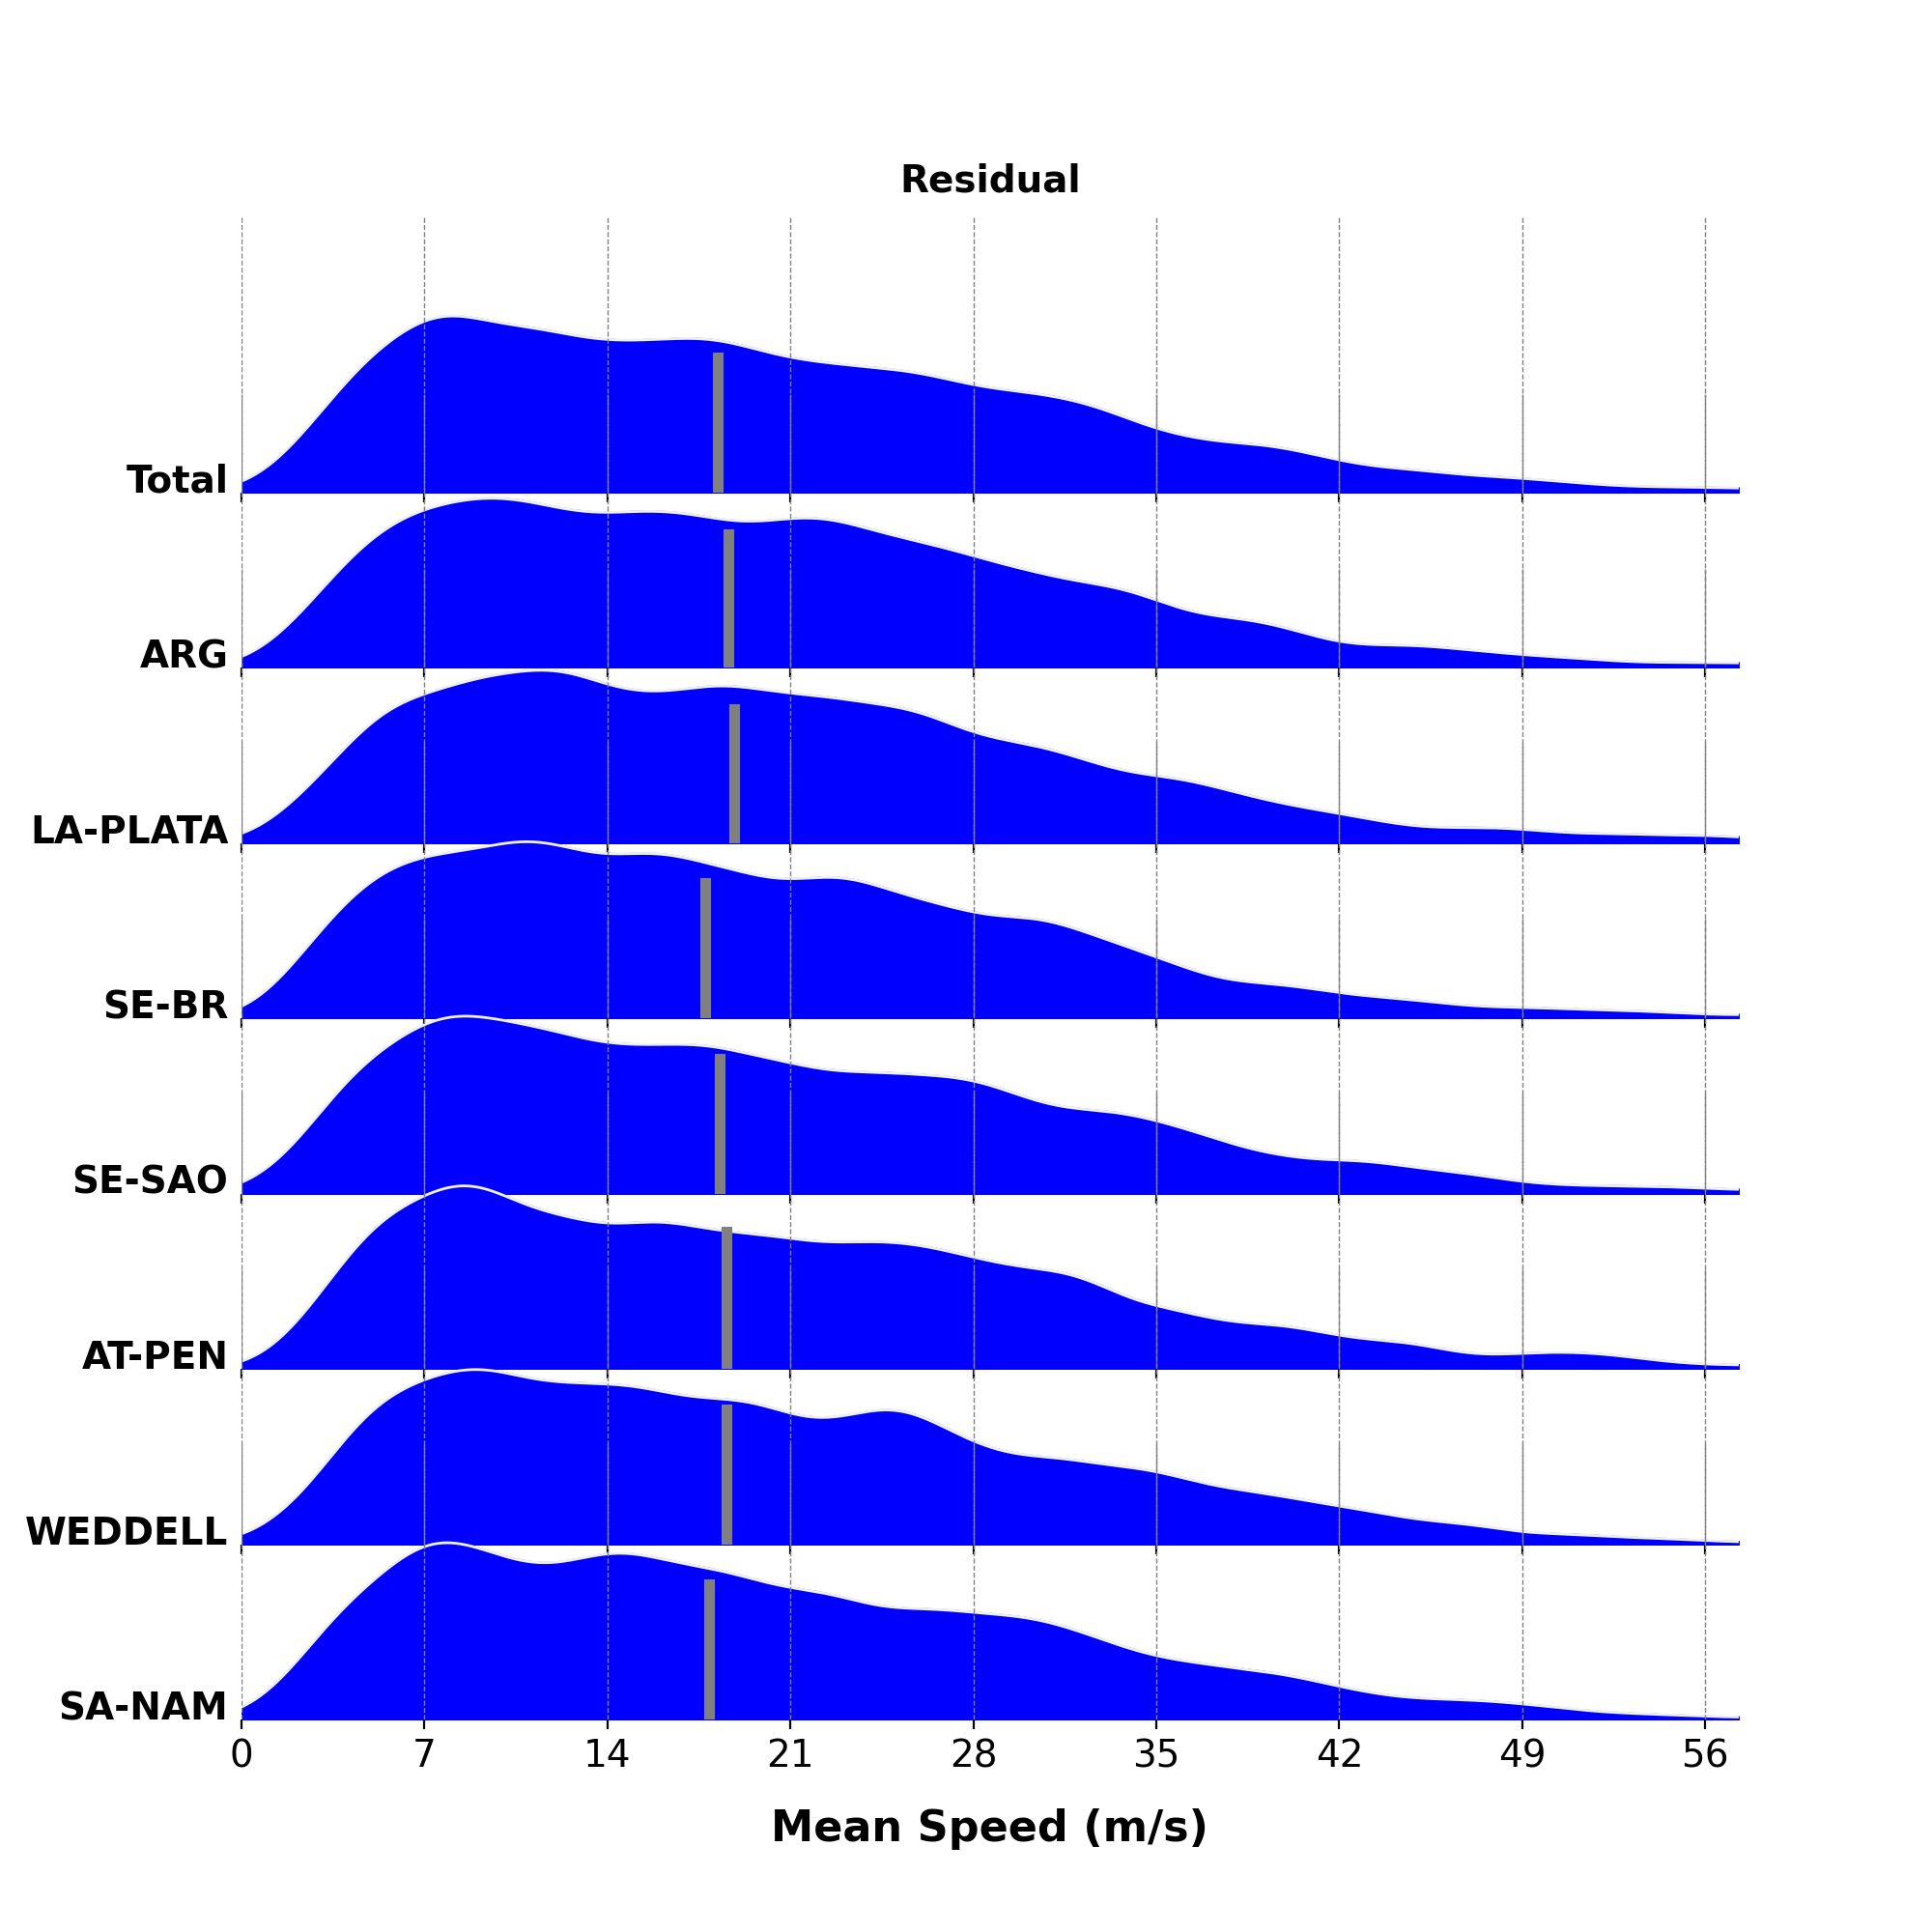 Residual
Total
ARG
LA-PLATA
SE-BR
SE-SAO
AT-PEN
WEDDELL
SA-NAM
0 7 14 21 28 35 42 49 56
Mean Speed (m/s)